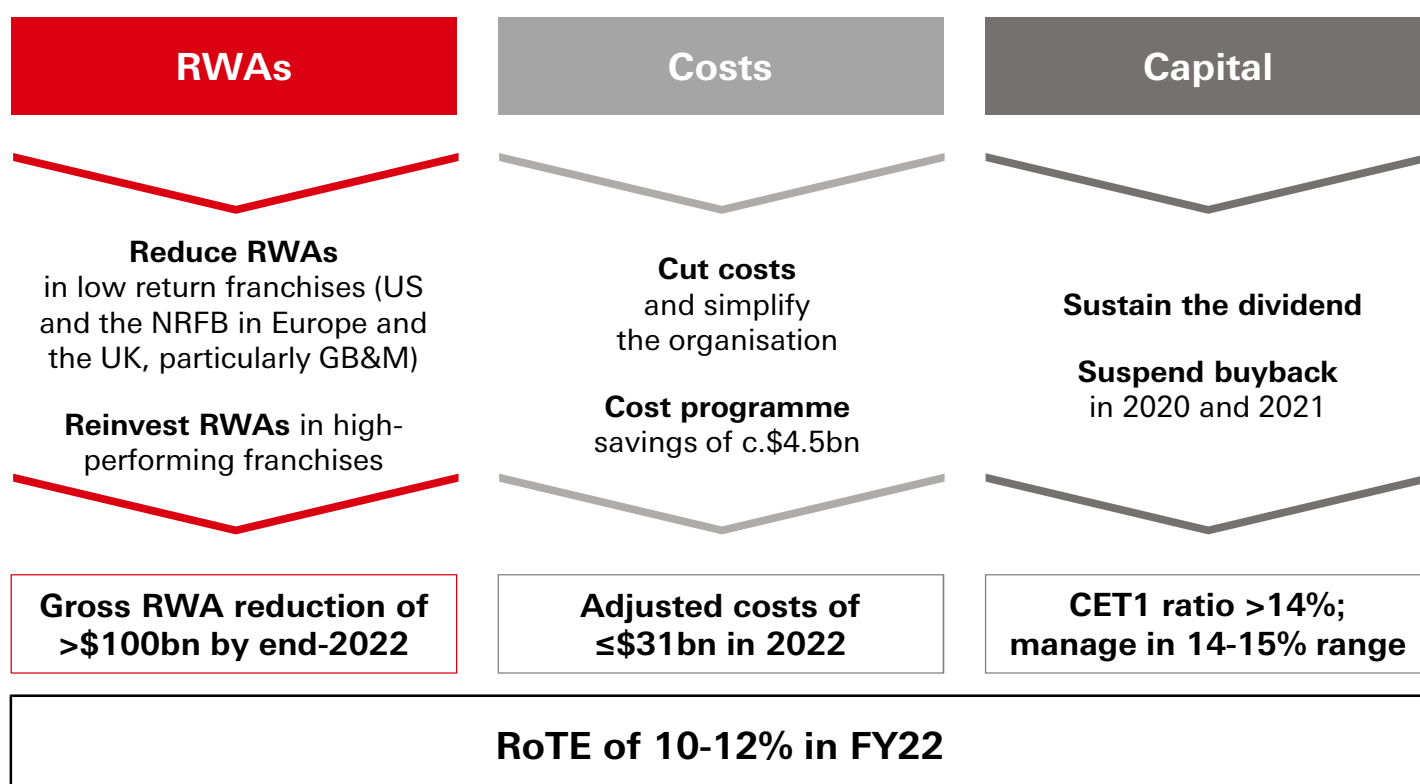 RWAs
Reduce RWAs
in low return franchises (US
and the NRFB in Europe and
the UK, particularly GB&M)
Reinvest RWAs in high-
performing franchises
Gross RWA reduction of
>$100bn by end-2022
Costs
Cut costs
and simplify
the organisation
Cost programme
savings of c.$4.5bn
Adjusted costs of
≤$31bn in 2022
Capital
Sustain the dividend
Suspend buyback
in 2020 and 2021
CET1 ratio >14%;
manage in 14-15% range
RoTE of 10-12% in FY22